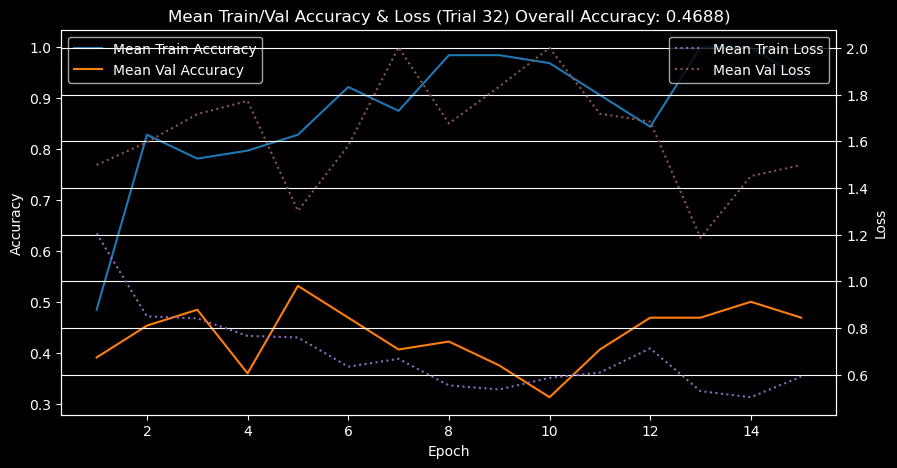 Mean Train/Val Accuracy & Loss (Trial 32) Overall Accuracy: 0.4688)
Mean Train Accuracy
Mean Val Accuracy
Mean Train Loss
Mean Val Loss
1.0
0.9
0.8
0.7
0.6
0.5
0.4
0.3
Accuracy
2.0
1.8
1.6
1.4
1.2
1.0
0.8
0.6
Loss
2
4
6
8
10
12
14
Epoch